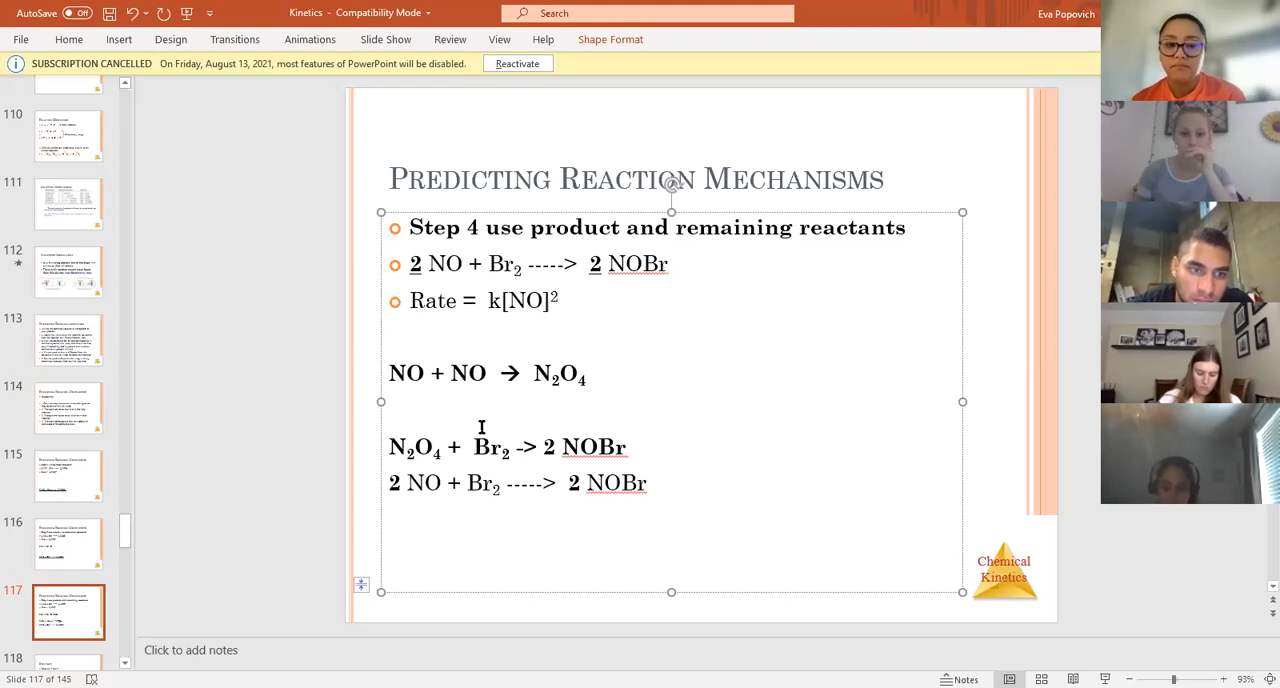 AutoSave Off Kinetics - Compatibility Mode Search Eva Popovich
File Home Insert Design Transitions Animations Slide Show Review View Help Shape Format
SUBSCRIPTION CANCELLED On Friday, August 13, 2021, most features of PowerPoint will be disabled. Reactivate
110
111
112
113
114
115
116
117
118
PREDICTING REACTION MECHANISMS
Step 4 use product and remaining reactants
2 NO + Br₂ -----> 2 NOBr
Rate = k[NO]²
NO + NO → N₂O₄
N₂O₄ + Br₂ -> 2 NOBr
2 NO + Br₂ -----> 2 NOBr
Chemical
Kinetics
Click to add notes
Slide 117 of 145 Notes 93%